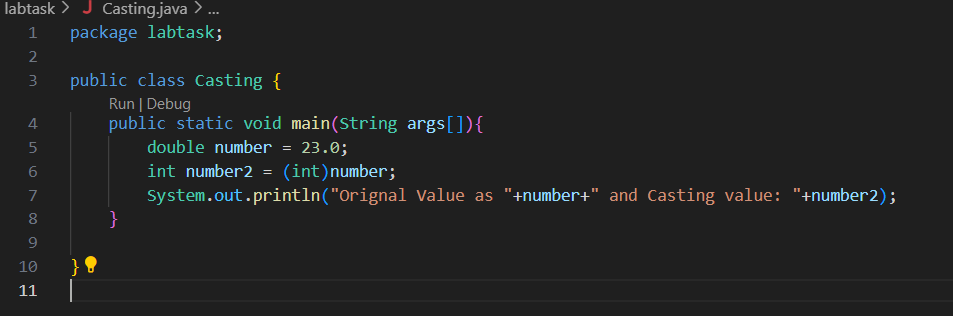 labtask > J Casting.java > ...
1 package labtask;
2
3 public class Casting {
Run | Debug
4 public static void main(String args[]){
5 double number = 23.0;
6 int number2 = (int)number;
7 System.out.println("Orignal Value as "+number+" and Casting value: "+number2);
8 }
9
10 }
11